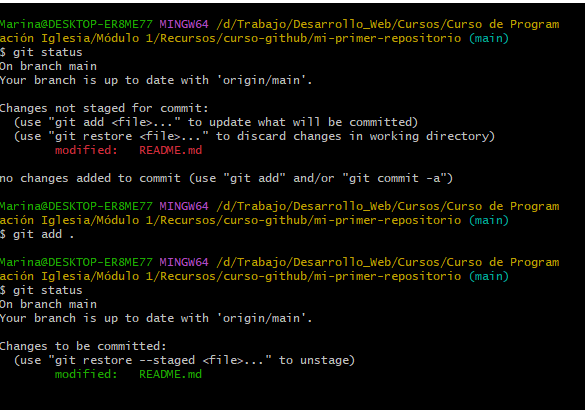 Marina@DESKTOP-ER8ME77 MINGW64 /d/Trabajo/Desarrollo_Web/Cursos/Curso de Program
ación Iglesia/Módulo 1/Recursos/curso-github/mi-primer-repositorio (main)
$ git status
On branch main
Your branch is up to date with 'origin/main'.

Changes not staged for commit:
  (use "git add <file>..." to update what will be committed)
  (use "git restore <file>..." to discard changes in working directory)
        modified:   README.md

no changes added to commit (use "git add" and/or "git commit -a")

Marina@DESKTOP-ER8ME77 MINGW64 /d/Trabajo/Desarrollo_Web/Cursos/Curso de Program
ación Iglesia/Módulo 1/Recursos/curso-github/mi-primer-repositorio (main)
$ git add .

Marina@DESKTOP-ER8ME77 MINGW64 /d/Trabajo/Desarrollo_Web/Cursos/Curso de Program
ación Iglesia/Módulo 1/Recursos/curso-github/mi-primer-repositorio (main)
$ git status
On branch main
Your branch is up to date with 'origin/main'.

Changes to be committed:
  (use "git restore --staged <file>..." to unstage)
        modified:   README.md